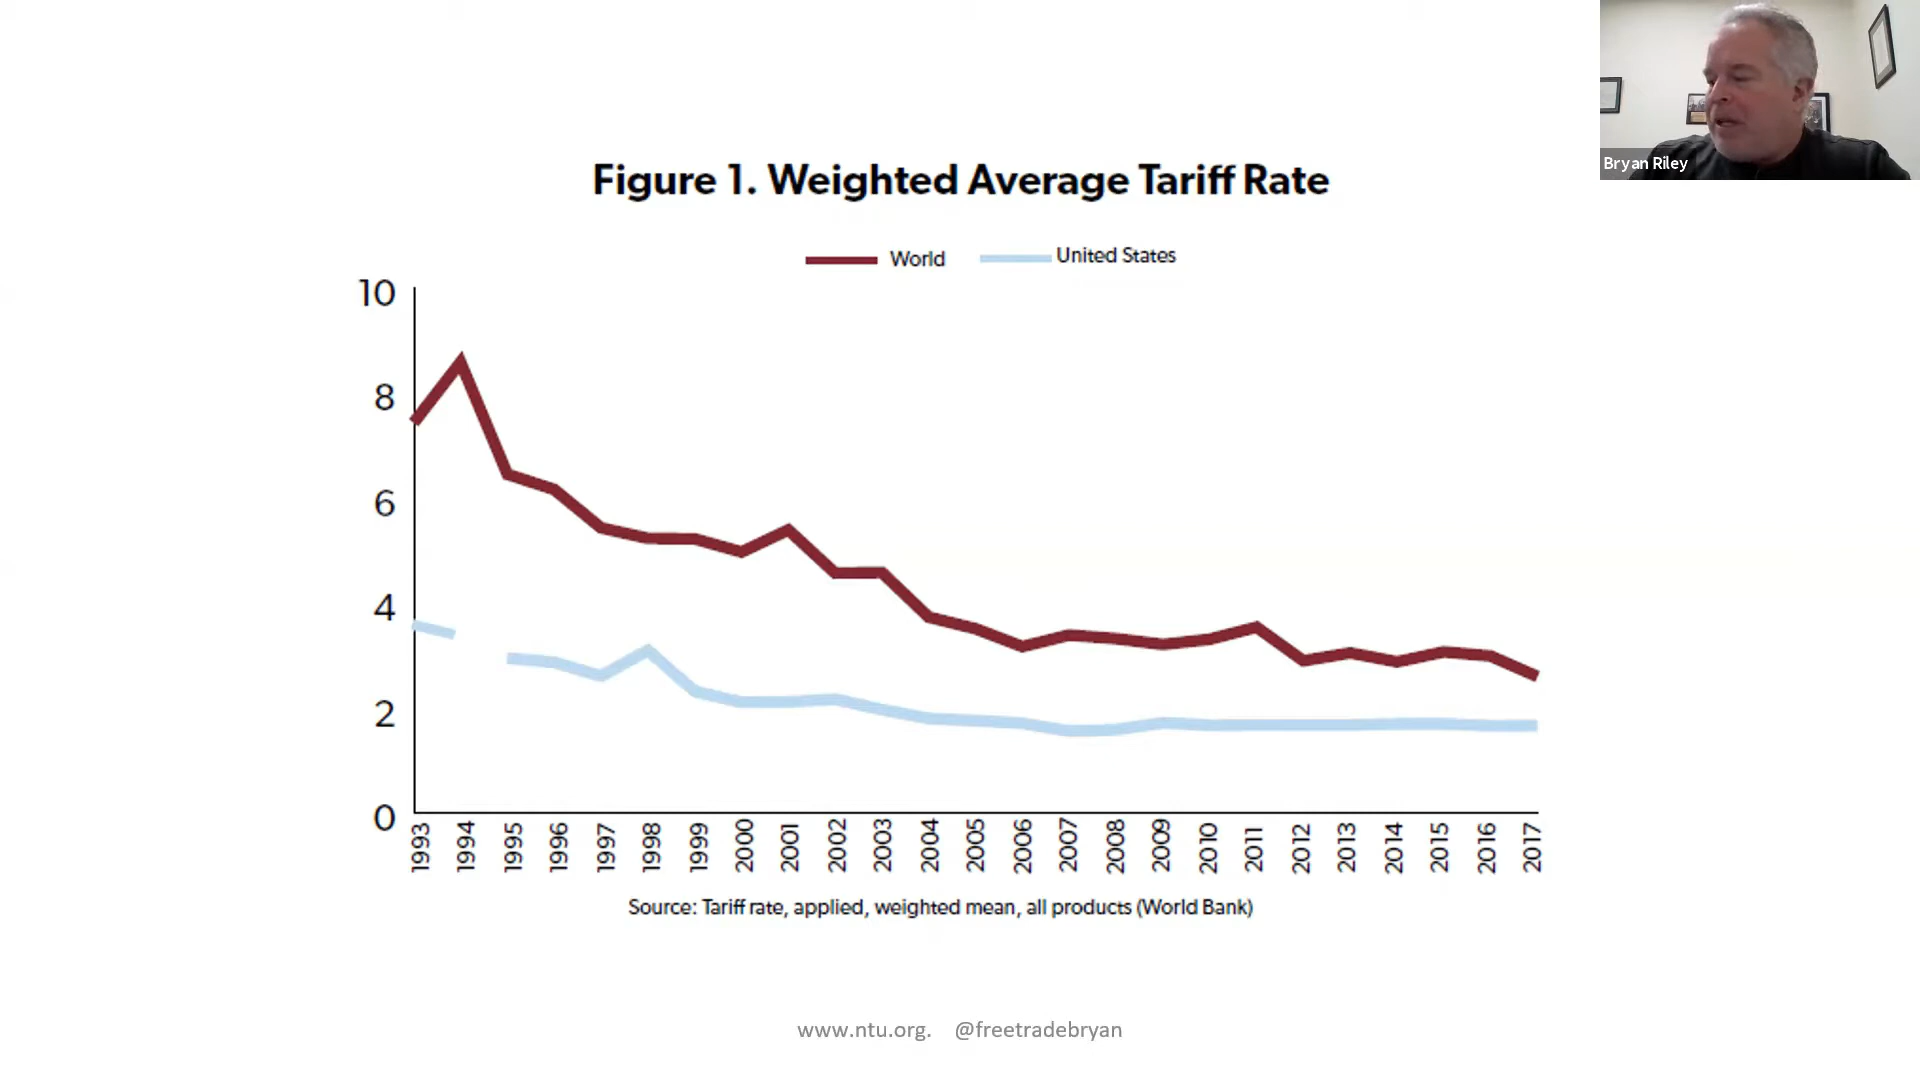 Bryan Riley
Figure 1. Weighted Average Tariff Rate
World United States
10
8
6
4
2
0
1993 1994 1995 1996 1997 1998 1999 2000 2001 2002 2003 2004 2005 2006 2007 2008 2009 2010 2011 2012 2013 2014 2015 2016 2017
Source: Tariff rate, applied, weighted mean, all products (World Bank)
www.ntu.org. @freetradebryan